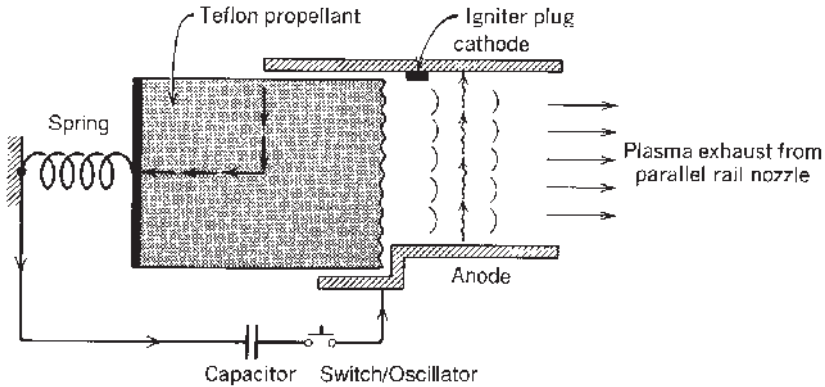 Teflon propellant
Igniter plug
cathode
Spring
Plasma exhaust from
parallel rail nozzle
Anode
Capacitor
Switch/Oscillator